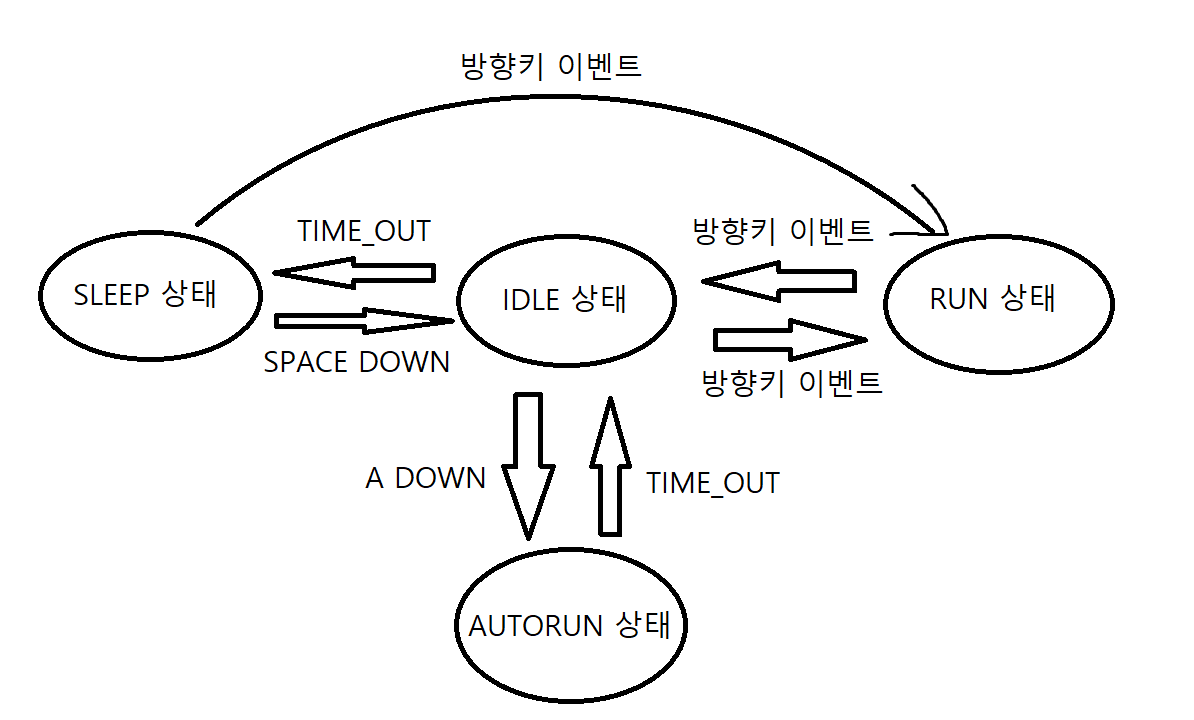 방향키 이벤트
TIME_OUT
방향키 이벤트
SLEEP 상태
IDLE 상태
RUN 상태
SPACE DOWN
방향키 이벤트
A DOWN
TIME_OUT
AUTORUN 상태